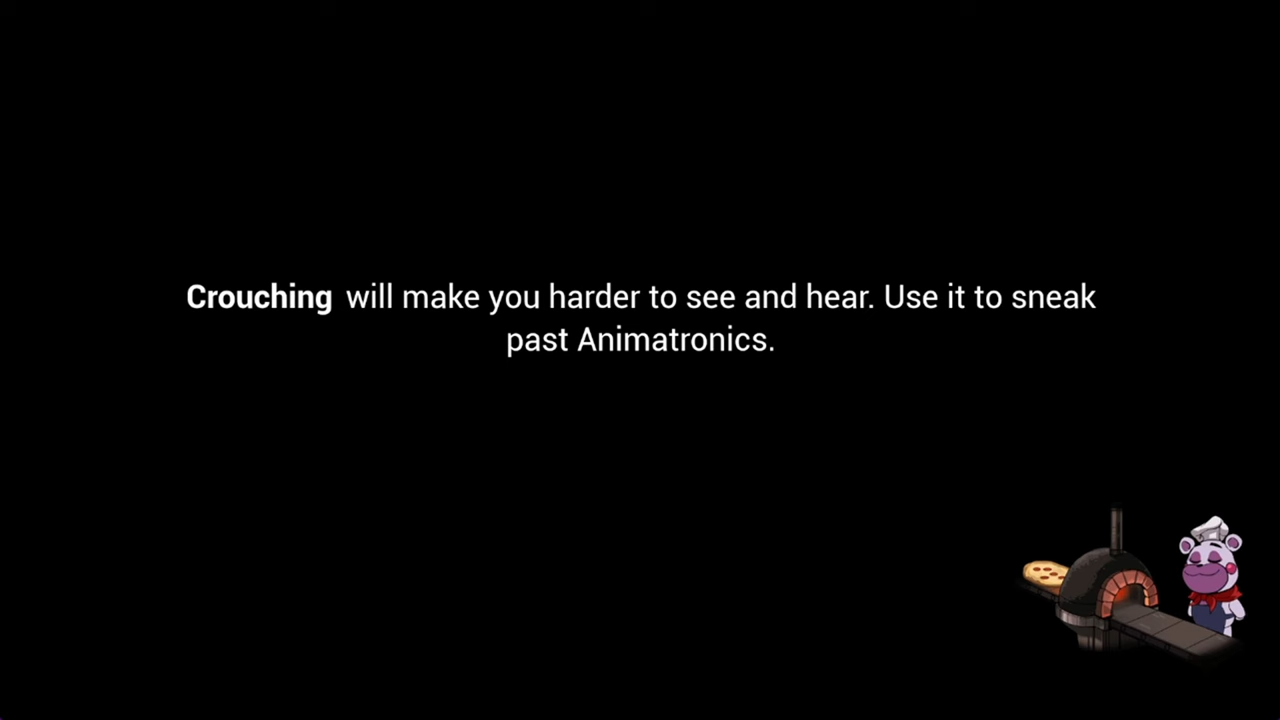 Crouching will make you harder to see and hear. Use it to sneak
past Animatronics.